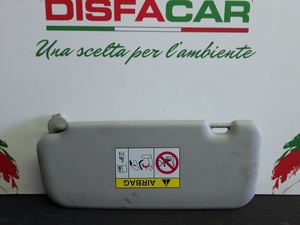 DISFACAR
Una scelta per l'ambiente
AIRBAG